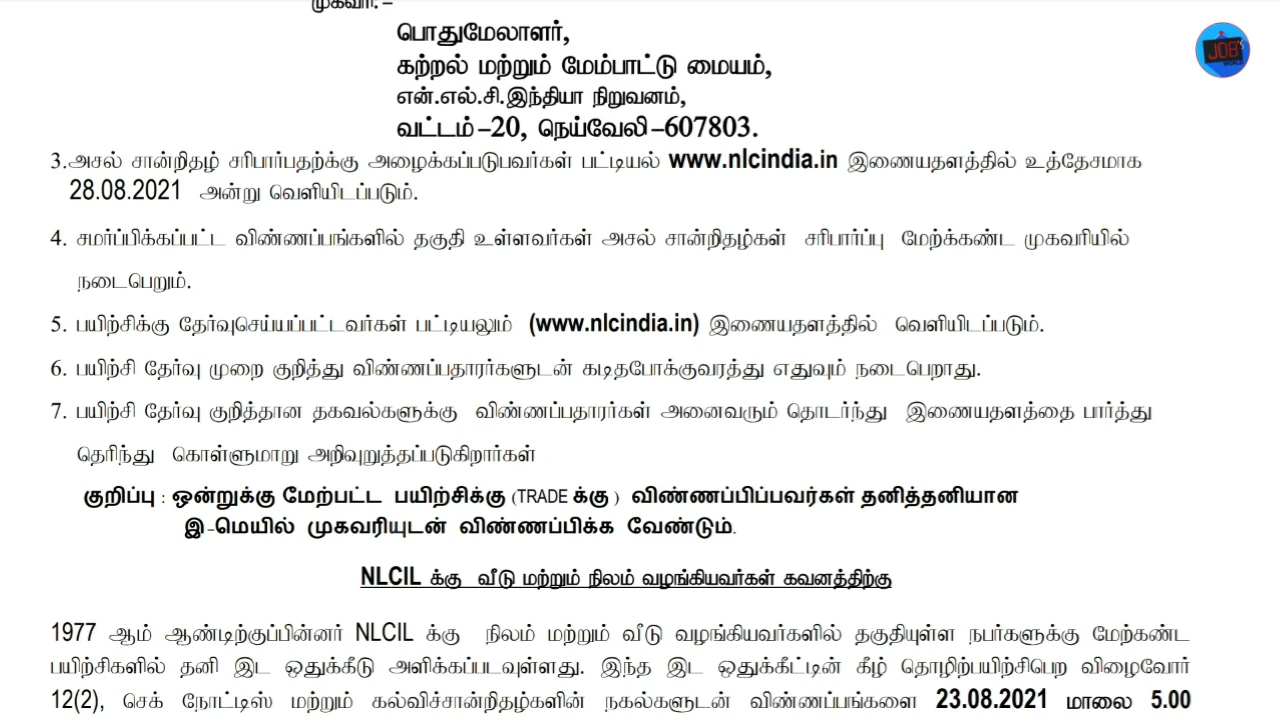 முகவரி:–
பொதுமேலாளர்,
கற்றல் மற்றும் மேம்பாட்டு மையம்,
என்.எல்.சி.இந்தியா நிறுவனம்,
வட்டம்–20, நெய்வேலி–607803.
3.அசல் சான்றிதழ் சரிபார்பதற்க்கு அழைக்கப்படுபவர்கள் பட்டியல் www.nlcindia.in இணையதளத்தில் உத்தேசமாக
28.08.2021 அன்று வெளியிடப்படும்.
4. சமர்ப்பிக்கப்பட்ட விண்ணப்பங்களில் தகுதி உள்ளவர்கள் அசல் சான்றிதழ்கள் சரிபார்ப்பு மேற்க்கண்ட முகவரியில்
நடைபெறும்.
5. பயிற்சிக்கு தேர்வுசெய்யப்பட்டவர்கள் பட்டியலும் (www.nlcindia.in) இணையதளத்தில் வெளியிடப்படும்.
6. பயிற்சி தேர்வு முறை குறித்து விண்ணப்பதாரர்களுடன் கடிதபோக்குவரத்து எதுவும் நடைபெறாது.
7. பயிற்சி தேர்வு குறித்தான தகவல்களுக்கு விண்ணப்பதாரர்கள் அனைவரும் தொடர்ந்து இணையதளத்தை பார்த்து
தெரிந்து கொள்ளுமாறு அறிவுறுத்தப்படுகிறார்கள்
குறிப்பு : ஒன்றுக்கு மேற்பட்ட பயிற்சிக்கு (TRADE க்கு ) விண்ணப்பிப்பவர்கள் தனித்தனியான
இ–மெயில் முகவரியுடன் விண்ணப்பிக்க வேண்டும்.
NLCIL க்கு வீடு மற்றும் நிலம் வழங்கியவர்கள் கவனத்திற்கு
1977 ஆம் ஆண்டிற்குப்பின்னர் NLCIL க்கு நிலம் மற்றும் வீடு வழங்கியவர்களில் தகுதியுள்ள நபர்களுக்கு மேற்கண்ட
பயிற்சிகளில் தனி இட ஒதுக்கீடு அளிக்கப்படவுள்ளது. இந்த இட ஒதுக்கீட்டின் கீழ் தொழிற்பயிற்சிபெற விழைவோர்
12(2), செக் நோட்டிஸ் மற்றும் கல்விச்சான்றிதழ்களின் நகல்களுடன் விண்ணப்பங்களை 23.08.2021 மாலை 5.00
JOB'S